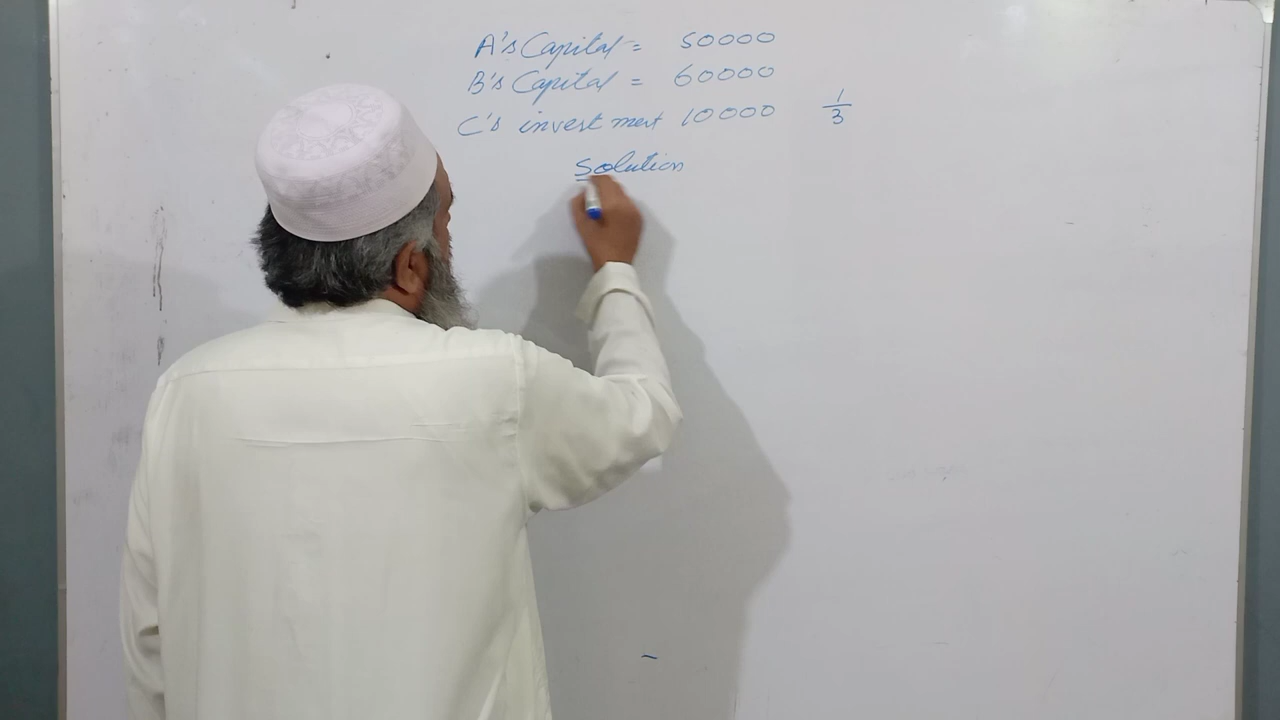 A's Capital = 50000
B's Capital = 60000
C's investment 10000 1/3
Solution